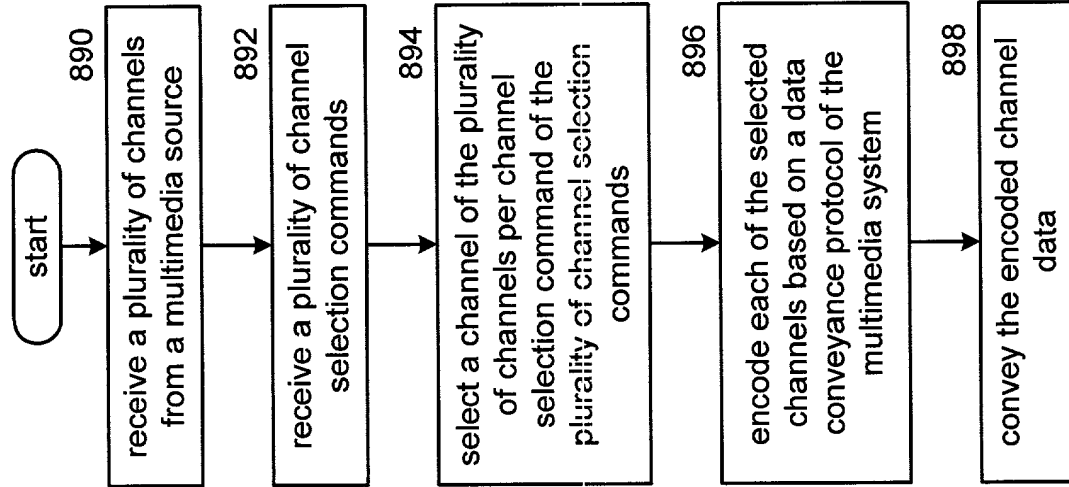 start
890
receive a plurality of channels
from a multimedia source
892
receive a plurality of channel
selection commands
894
select a channel of the plurality
of channels per channel
selection command of the
plurality of channel selection
commands
896
encode each of the selected
channels based on a data
conveyance protocol of the
multimedia system
898
convey the encoded channel
data